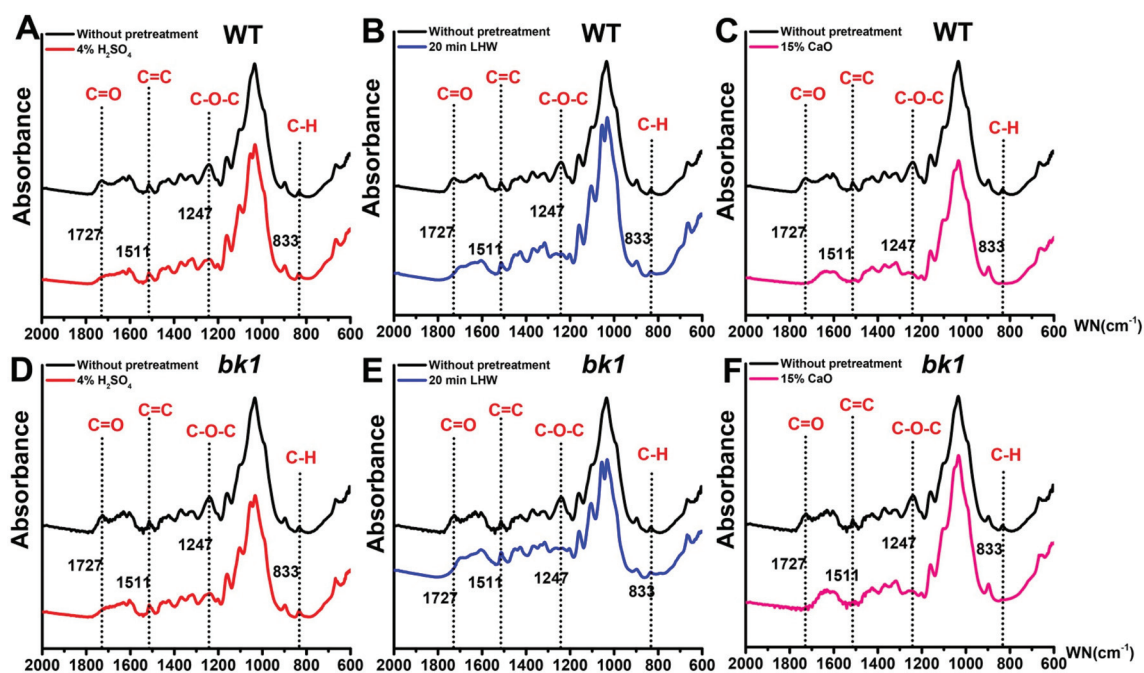 A
Without pretreatment
4% H₂SO₄
WT
C=O
C=C
C-O-C
C-H
1727
1511
1247
833
Absorbance
2000 1800 1600 1400 1200 1000 800 600
B
Without pretreatment
20 min LHW
WT
C=O
C=C
C-O-C
C-H
1727
1511
1247
833
Absorbance
2000 1800 1600 1400 1200 1000 800 600
C
Without pretreatment
15% CaO
WT
C=O
C=C
C-O-C
C-H
1727
1511
1247
833
Absorbance
2000 1800 1600 1400 1200 1000 800 600
WN(cm⁻¹)
D
Without pretreatment
4% H₂SO₄
bk1
C=O
C=C
C-O-C
C-H
1727
1511
1247
833
Absorbance
2000 1800 1600 1400 1200 1000 800 600
E
Without pretreatment
20 min LHW
bk1
C=O
C=C
C-O-C
C-H
1727
1511
1247
833
Absorbance
2000 1800 1600 1400 1200 1000 800 600
F
Without pretreatment
15% CaO
bk1
C=O
C=C
C-O-C
C-H
1727
1511
1247
833
Absorbance
2000 1800 1600 1400 1200 1000 800 600
WN(cm⁻¹)